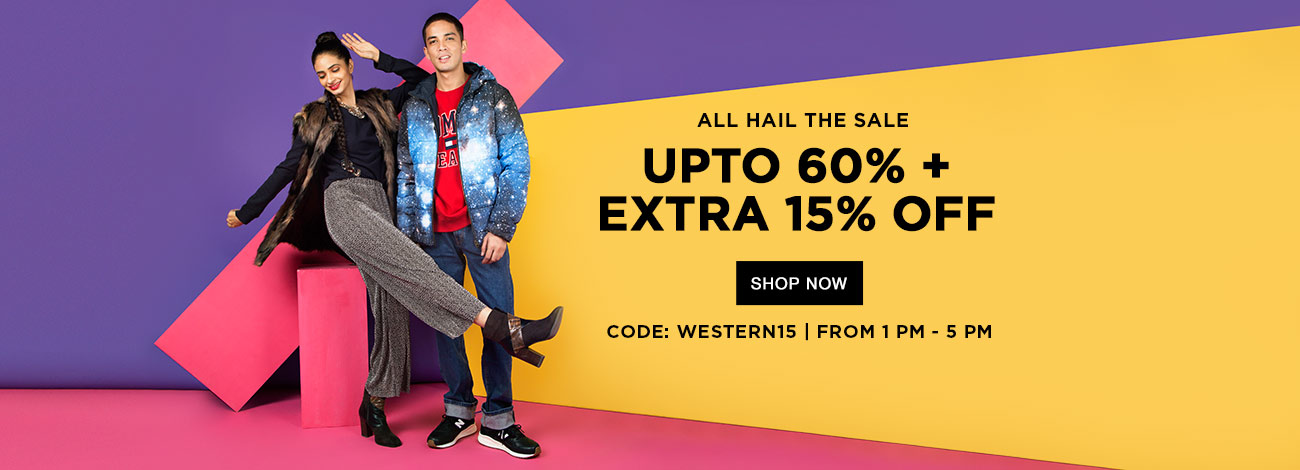 ALL HAIL THE SALE
UPTO 60% +
EXTRA 15% OFF
SHOP NOW
CODE: WESTERN15 | FROM 1 PM - 5 PM